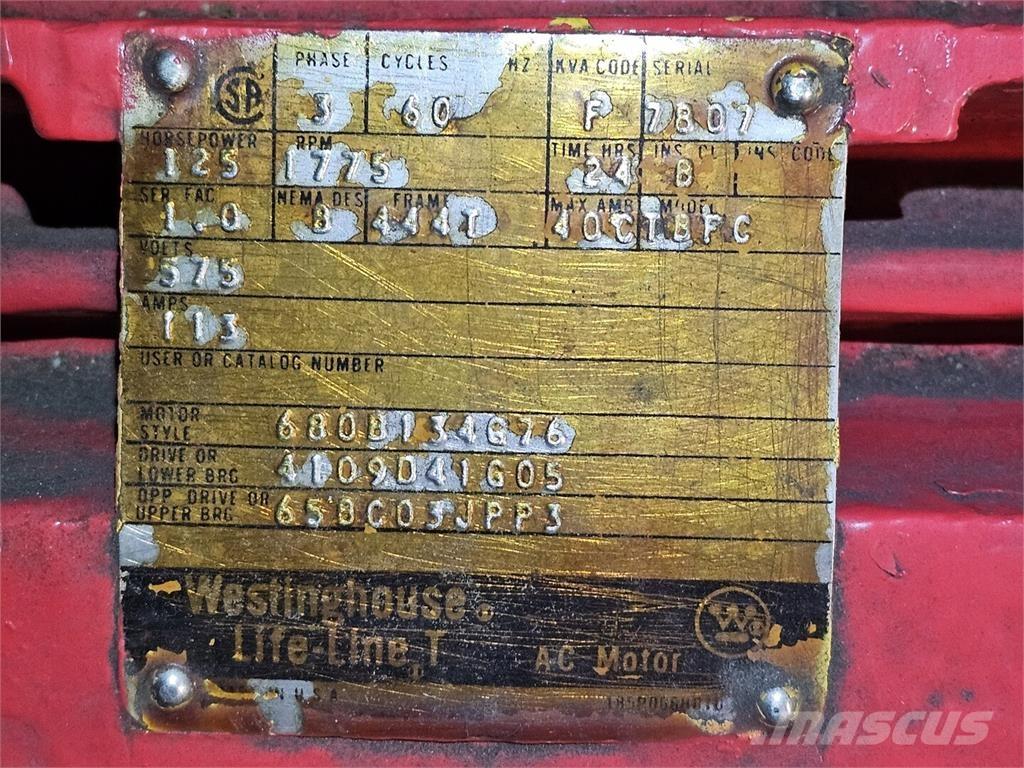 CSA PHASE CYCLES HZ KVA CODE SERIAL
3 60 F 7807
HORSEPOWER RPM TIME HRS INS. CL INS CODE
125 1775 24 B
SER. FAC NEMA DES FRAME MAX AMB MODEL
1.0 B 444T 40C TBFC
VOLTS
575
AMPS
113
USER OR CATALOG NUMBER
MOTOR
STYLE 680B134G76
DRIVE OR
LOWER BRG 4109D41G05
OPP. DRIVE OR
UPPER BRG 65BC03JPP3
Westinghouse
Life-Line T AC Motor
U S A
MASCUS